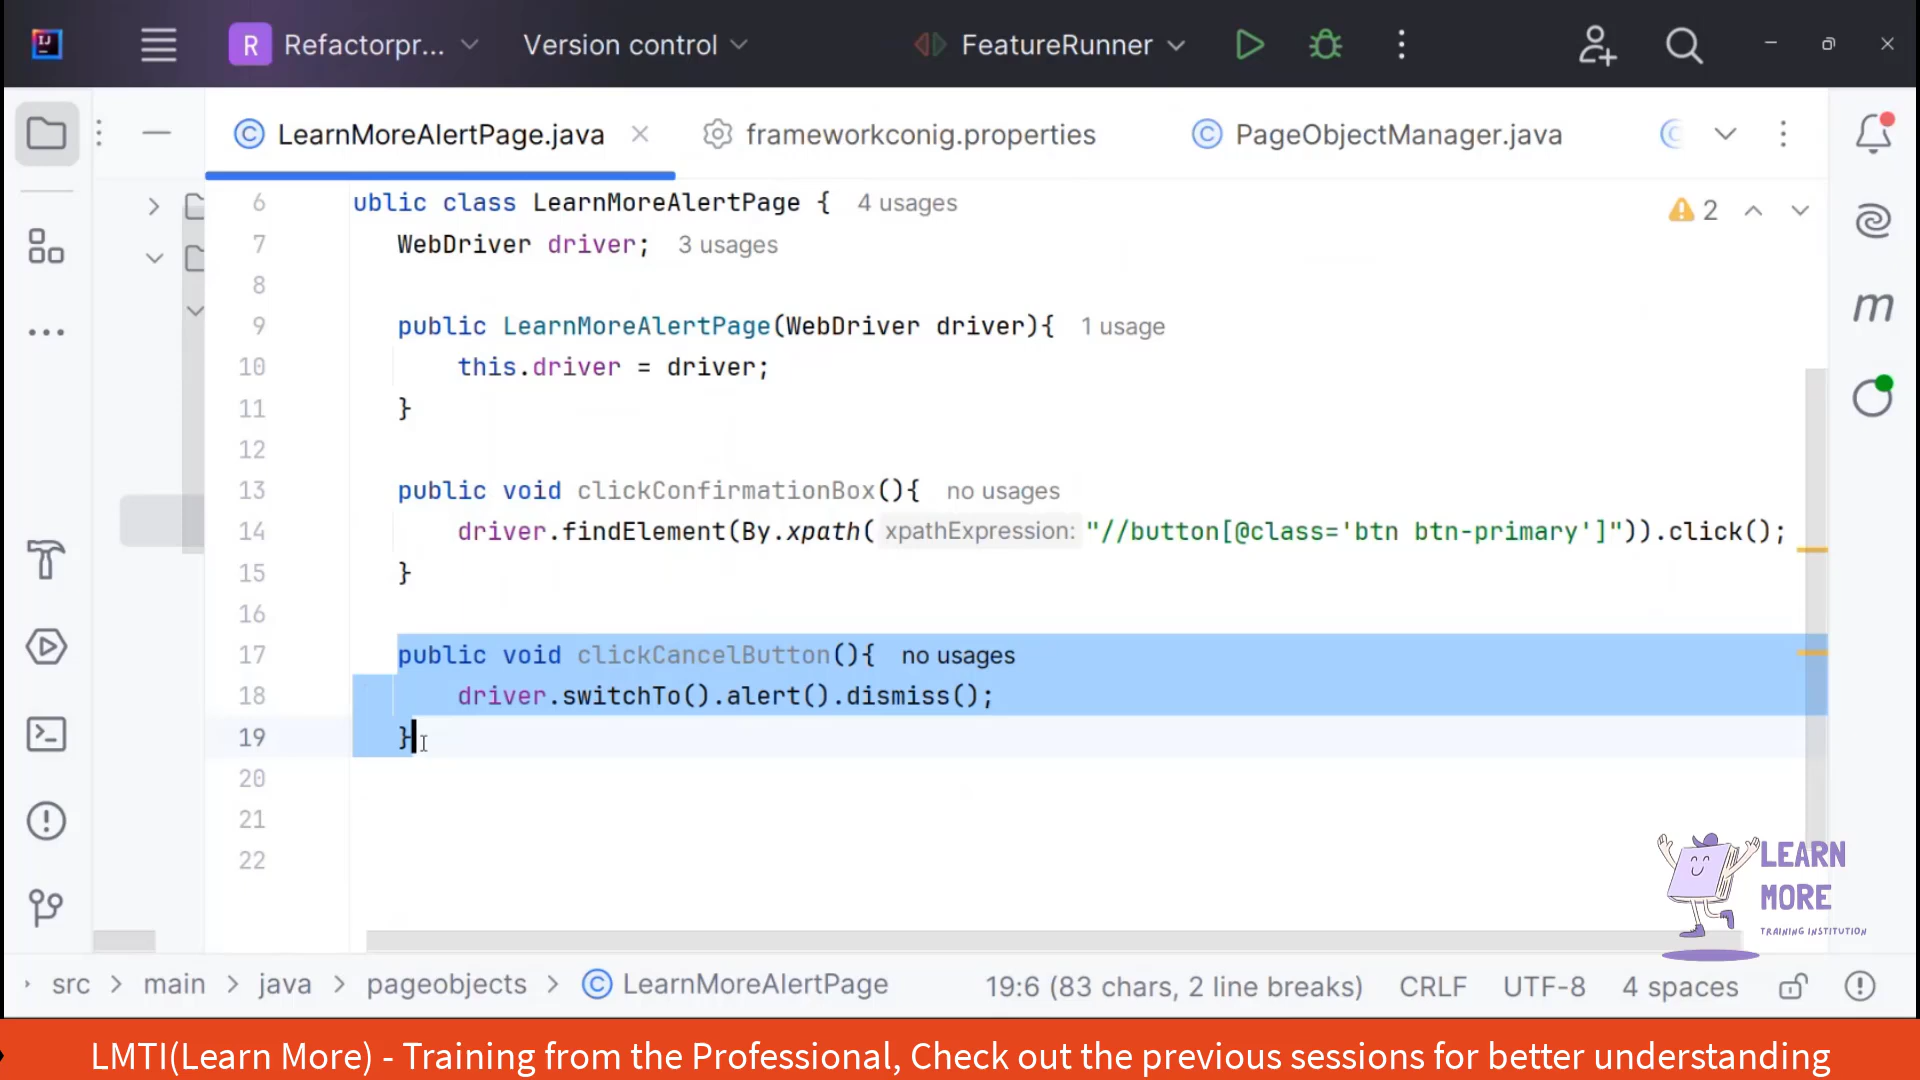 R Refactorpr... Version control FeatureRunner
LearnMoreAlertPage.java frameworkconig.properties PageObjectManager.java
6 ublic class LearnMoreAlertPage { 4 usages
2
7 WebDriver driver; 3 usages
8
9 public LearnMoreAlertPage(WebDriver driver){ 1 usage
10 this.driver = driver;
11 }
12
13 public void clickConfirmationBox(){ no usages
14 driver.findElement(By.xpath( xpathExpression: "//button[@class='btn btn-primary']")).click();
15 }
16
17 public void clickCancelButton(){ no usages
18 driver.switchTo().alert().dismiss();
19 }
20
21
22
LEARN
MORE
TRAINING INSTITUTION
src > main > java > pageobjects > LearnMoreAlertPage 19:6 (83 chars, 2 line breaks) CRLF UTF-8 4 spaces
LMTI(Learn More) - Training from the Professional, Check out the previous sessions for better understanding